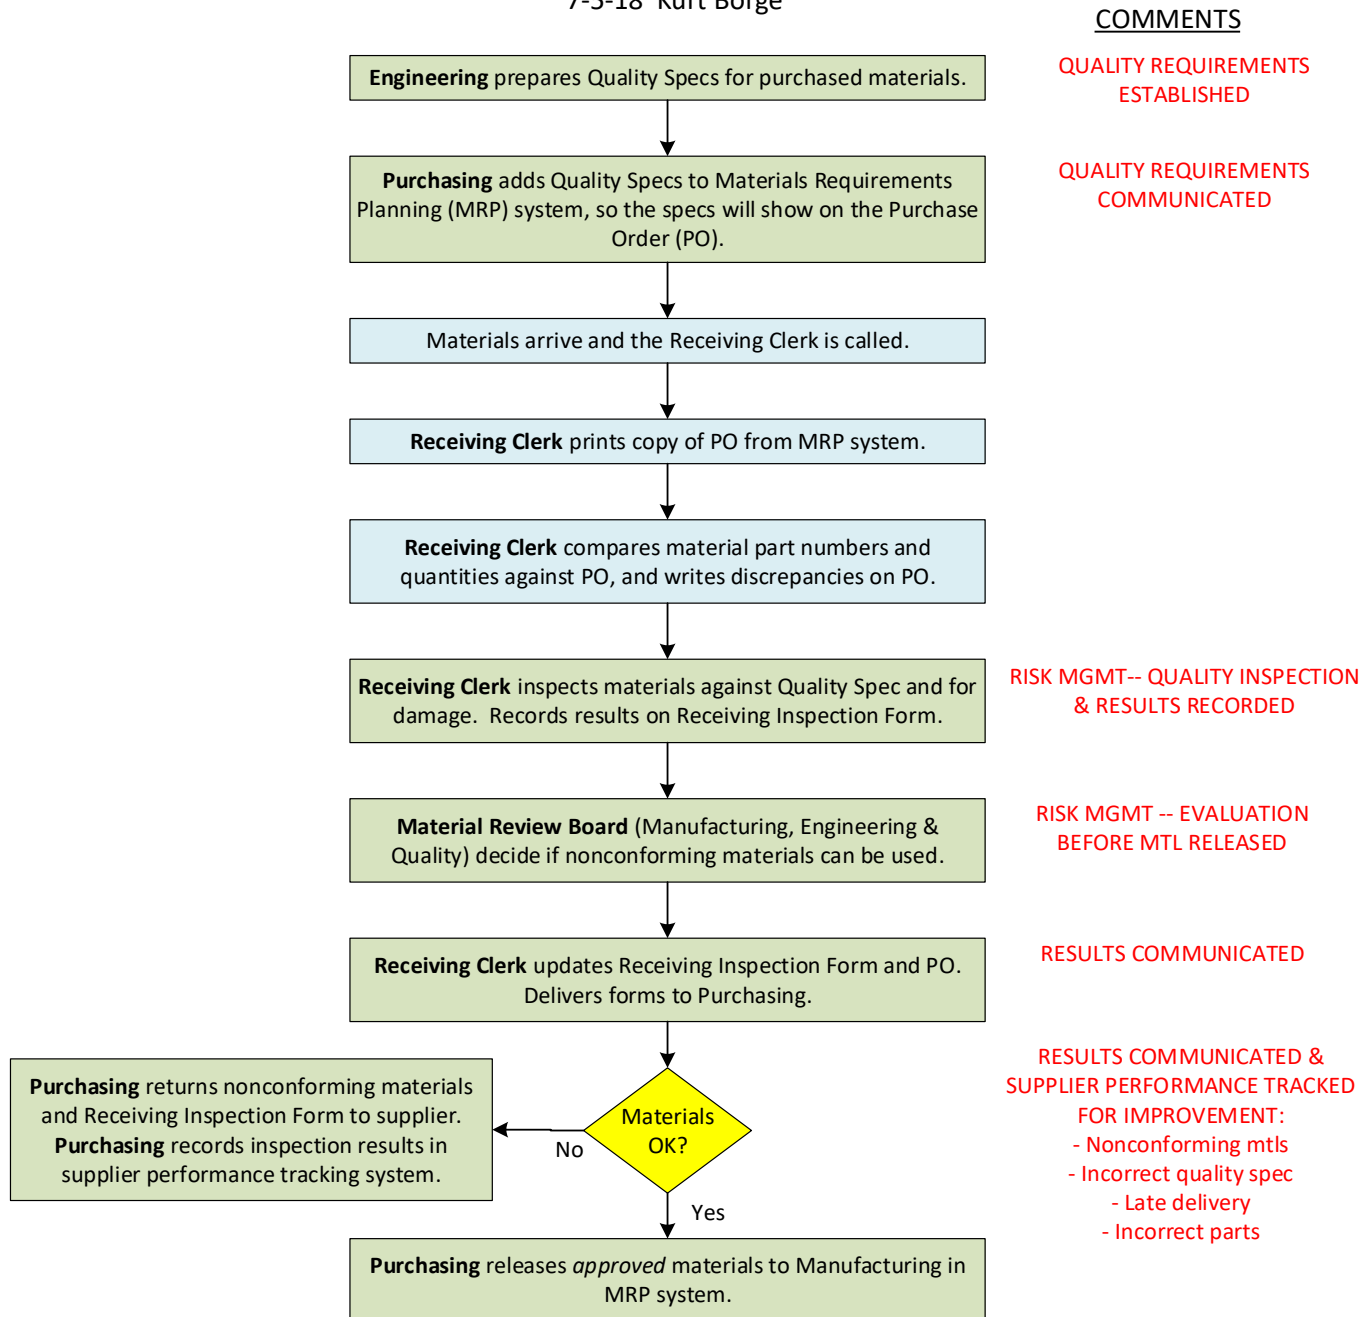 7-5-18 Kurt Borge
COMMENTS
Engineering prepares Quality Specs for purchased materials.
QUALITY REQUIREMENTS
ESTABLISHED
Purchasing adds Quality Specs to Materials Requirements
Planning (MRP) system, so the specs will show on the Purchase
Order (PO).
QUALITY REQUIREMENTS
COMMUNICATED
Materials arrive and the Receiving Clerk is called.
Receiving Clerk prints copy of PO from MRP system.
Receiving Clerk compares material part numbers and
quantities against PO, and writes discrepancies on PO.
Receiving Clerk inspects materials against Quality Spec and for
damage. Records results on Receiving Inspection Form.
RISK MGMT-- QUALITY INSPECTION
& RESULTS RECORDED
Material Review Board (Manufacturing, Engineering &
Quality) decide if nonconforming materials can be used.
RISK MGMT -- EVALUATION
BEFORE MTL RELEASED
Receiving Clerk updates Receiving Inspection Form and PO.
Delivers forms to Purchasing.
RESULTS COMMUNICATED
Purchasing returns nonconforming materials
and Receiving Inspection Form to supplier.
Purchasing records inspection results in
supplier performance tracking system.
No
Materials
OK?
Yes
RESULTS COMMUNICATED &
SUPPLIER PERFORMANCE TRACKED
FOR IMPROVEMENT:
- Nonconforming mtls
- Incorrect quality spec
- Late delivery
- Incorrect parts
Purchasing releases approved materials to Manufacturing in
MRP system.